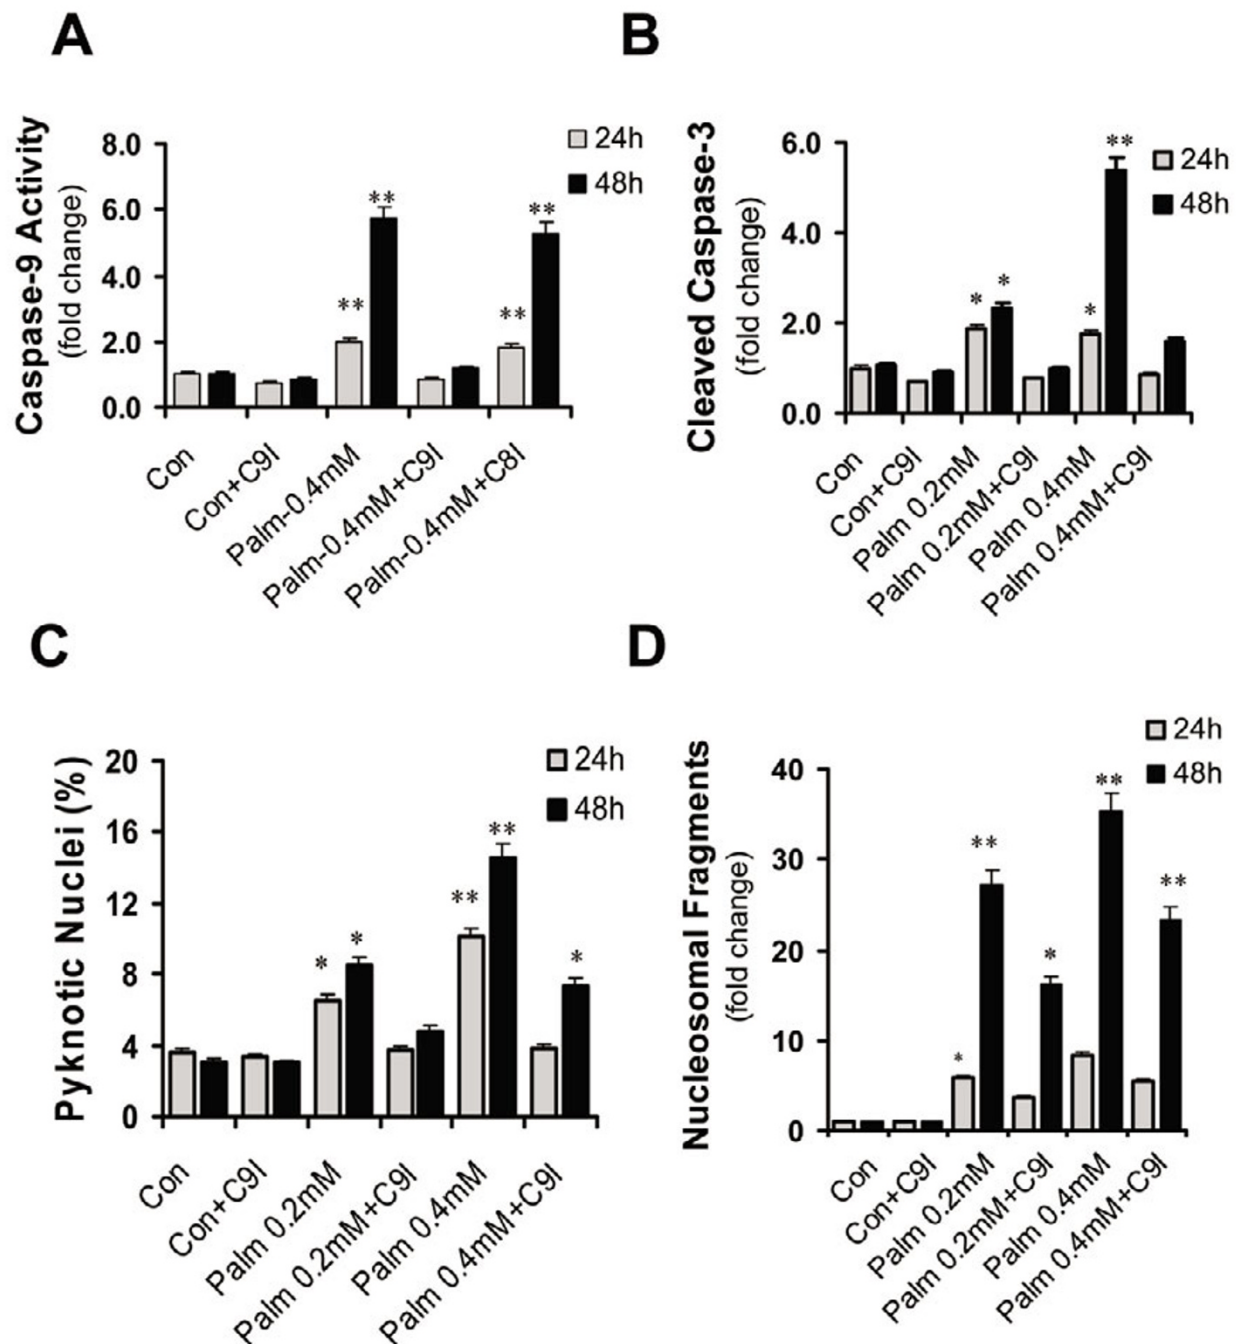 A
Caspase-9 Activity
(fold change)
8.0
6.0
4.0
2.0
0.0
24h
48h
**
**
**
**
Con
Con+C9I
Palm-0.4mM
Palm-0.4mM+C9I
Palm-0.4mM+C8I
B
Cleaved Caspase-3
(fold change)
6.0
4.0
2.0
0.0
24h
48h
*
*
*
**
Con
Con+C9I
Palm 0.2mM
Palm 0.2mM+C9I
Palm 0.4mM
Palm 0.4mM+C9I
C
Pyknotic Nuclei (%)
20
16
12
8
4
0
24h
48h
*
*
**
**
*
Con
Con+C9I
Palm 0.2mM
Palm 0.2mM+C9I
Palm 0.4mM
Palm 0.4mM+C9I
D
Nucleosomal Fragments
(fold change)
40
30
20
10
0
24h
48h
*
**
*
**
**
Con
Con+C9I
Palm 0.2mM
Palm 0.2mM+C9I
Palm 0.4mM
Palm 0.4mM+C9I